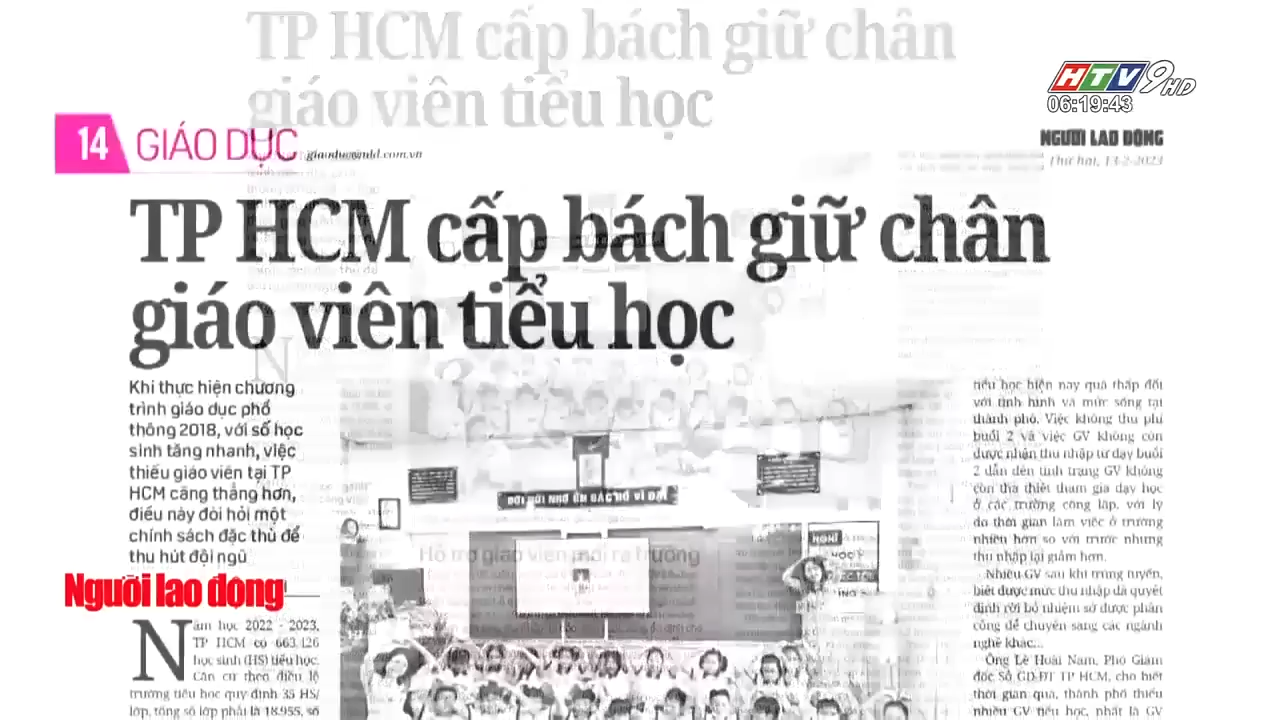 TP HCM cấp bách giữ chân
giáo viên tiểu học
HTV9 HD
06:19:43
14 GIÁO DỤC giaoduc@nld.com.vn
NGƯỜI LAO ĐỘNG
Thứ hai, 13-2-2023
TP HCM cấp bách giữ chân
giáo viên tiểu học
Khi thực hiện chương
trình giáo dục phổ
thông 2018, với số học
sinh tăng nhanh, việc
thiếu giáo viên tại TP
HCM căng thẳng hơn,
điều này đòi hỏi một
chính sách đặc thù để
thu hút đội ngũ
Người lao động
Năm học 2022 - 2023,
TP HCM có 663.126
học sinh (HS) tiểu học.
Căn cứ theo điều lệ
trường tiểu học quy định 35 HS/
lớp, tổng số lớp phải là 18.955, số
Hỗ trợ giáo viên mới ra trường
tiểu học hiện nay quá thấp đối
với tình hình và mức sống tại
thành phố. Việc không thu phí
buổi 2 và việc GV không còn
được nhận thu nhập từ dạy buổi
2 dẫn đến tình trạng GV không
còn tha thiết tham gia dạy học
ở các trường công lập, với lý
do thời gian làm việc ở trường
nhiều hơn so với trước nhưng
thu nhập lại giảm hơn.
Nhiều GV sau khi trúng tuyển,
biết được mức thu nhập đã quyết
định rời bỏ nhiệm sở được phân
công để chuyển sang các ngành
nghề khác...
Ông Lê Hoài Nam, Phó Giám
đốc Sở GD-ĐT TP HCM, cho biết
thời gian qua, thành phố thiếu
nhiều GV tiểu học, nhất là GV